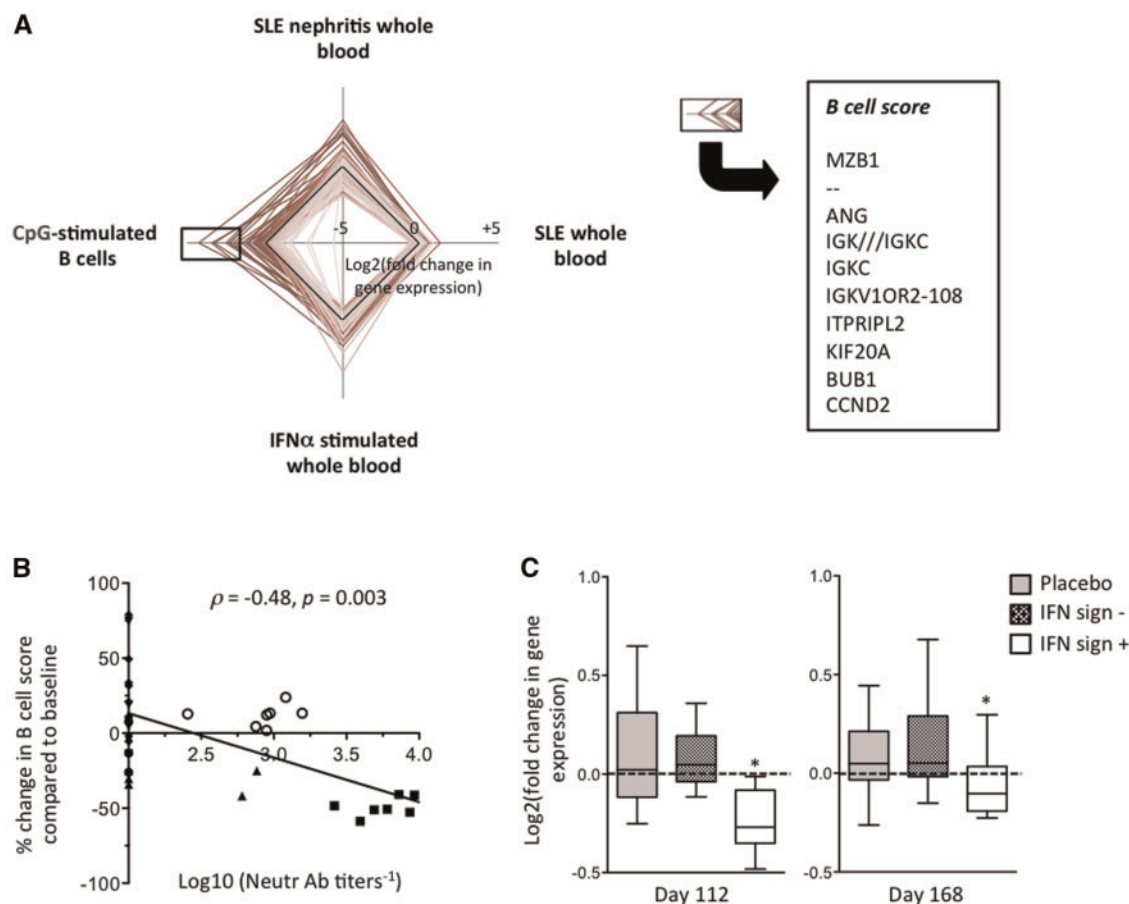 A
SLE nephritis whole
blood
CpG-stimulated
B cells
-5
0
+5
Log2(fold change in
gene expression)
SLE whole
blood
IFNα stimulated
whole blood
B cell score
MZB1
--
ANG
IGK///IGKC
IGKC
IGKV1OR2-108
ITPRIPL2
KIF20A
BUB1
CCND2
B
% change in B cell score
compared to baseline
100
50
0
-50
-100
ρ = -0.48, p = 0.003
2.5
3.0
3.5
4.0
Log10 (Neutr Ab titers⁻¹)
C
Log2(fold change in gene
expression)
1.0
0.5
0.0
-0.5
*
Day 112
1.0
0.5
0.0
-0.5
*
Day 168
Placebo
IFN sign -
IFN sign +